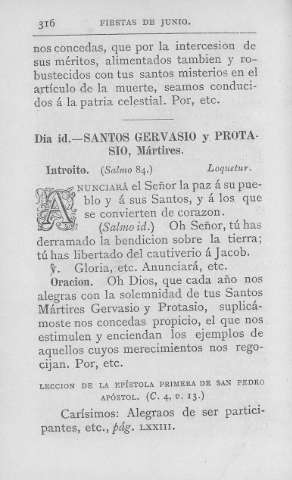 316 FIESTAS DE JUNIO.
nos concedas, que por la intercesion de
sus méritos, alimentados tambien y ro-
bustecidos con tus santos misterios en el
artículo de la muerte, seamos conduci-
dos á la patria celestial. Por, etc.
Dia id.—SANTOS GERVASIO y PROTA-
SIO, Mártires.
Introito. (Salmo 84.) Loquetur.
ANUNCIARÁ el Señor la paz á su pue-
blo y á sus Santos, y á los que
se convierten de corazon.
(Salmo id.) Oh Señor, tú has
derramado la bendicion sobre la tierra;
tú has libertado del cautiverio á Jacob.
℣. Gloria, etc. Anunciará, etc.
Oracion. Oh Dios, que cada año nos
alegras con la solemnidad de tus Santos
Mártires Gervasio y Protasio, suplicá-
moste nos concedas propicio, el que nos
estimulen y enciendan los ejemplos de
aquellos cuyos merecimientos nos rego-
cijan. Por, etc.
LECCION DE LA EPÍSTOLA PRIMERA DE SAN PEDRO
APÓSTOL. (C. 4, v. 13.)
Carísimos: Alegraos de ser partici-
pantes, etc., pág. LXXIII.